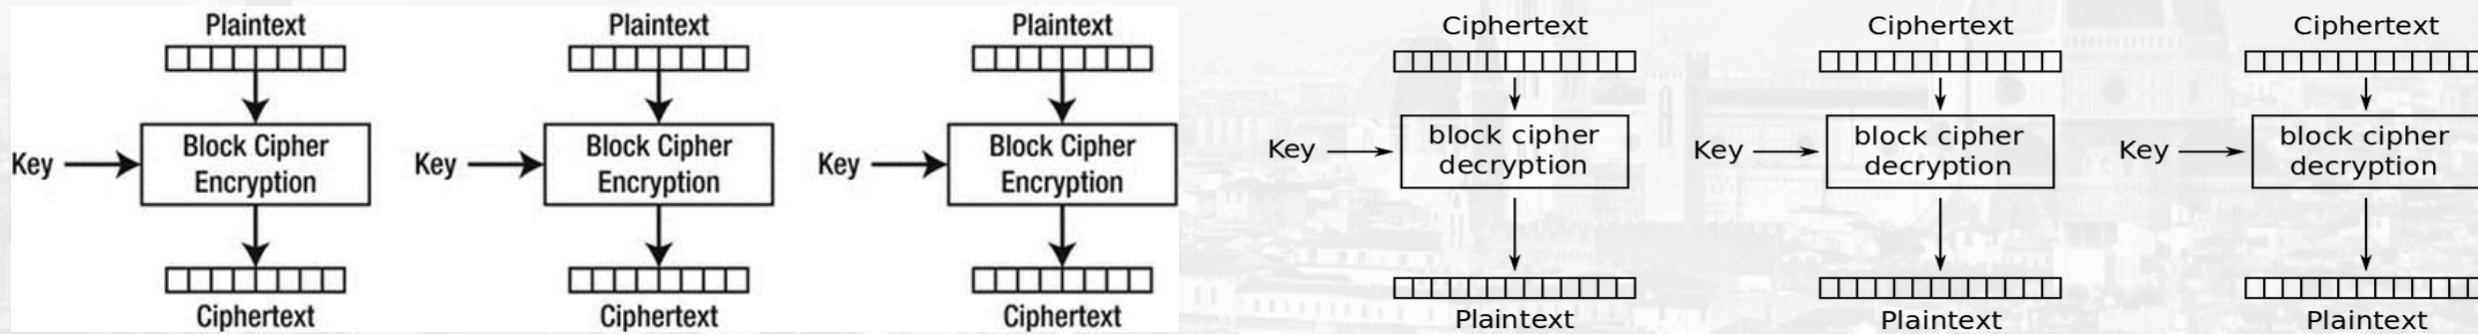 Plaintext
Plaintext
Plaintext
Key
Block Cipher
Encryption
Key
Block Cipher
Encryption
Key
Block Cipher
Encryption
Ciphertext
Ciphertext
Ciphertext
Ciphertext
Ciphertext
Ciphertext
Key
block cipher
decryption
Key
block cipher
decryption
Key
block cipher
decryption
Plaintext
Plaintext
Plaintext